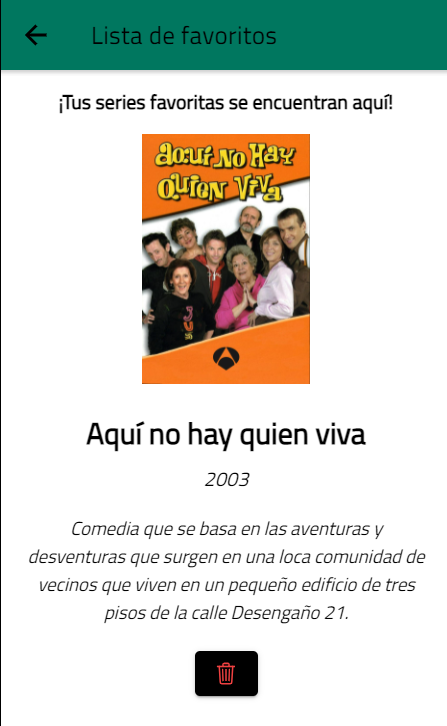 Lista de favoritos
¡Tus series favoritas se encuentran aquí!
Aquí No Hay
Quien Viva
Aquí no hay quien viva
2003
Comedia que se basa en las aventuras y
desventuras que surgen en una loca comunidad de
vecinos que viven en un pequeño edificio de tres
pisos de la calle Desengaño 21.